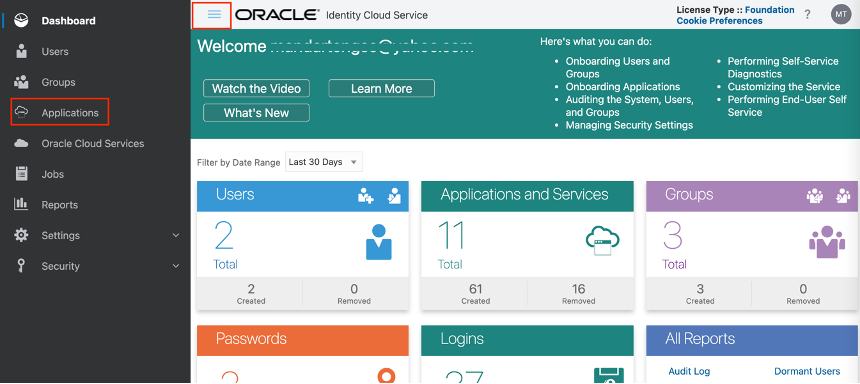 Dashboard
Users
Groups
Applications
Oracle Cloud Services
Jobs
Reports
Settings
Security
ORACLE® Identity Cloud Service
License Type :: Foundation
Cookie Preferences
?
MT
Welcome
Watch the Video
Learn More
What's New
Here's what you can do:
• Onboarding Users and
Groups
• Onboarding Applications
• Auditing the System, Users,
and Groups
• Managing Security Settings
• Performing Self-Service
Diagnostics
• Customizing the Service
• Performing End-User Self
Service
Filter by Date Range Last 30 Days
Users
2
Total
2 0
Created Removed
Applications and Services
11
Total
61 16
Created Removed
Groups
3
Total
3 0
Created Removed
Passwords
Logins
All Reports
Audit Log Dormant Users